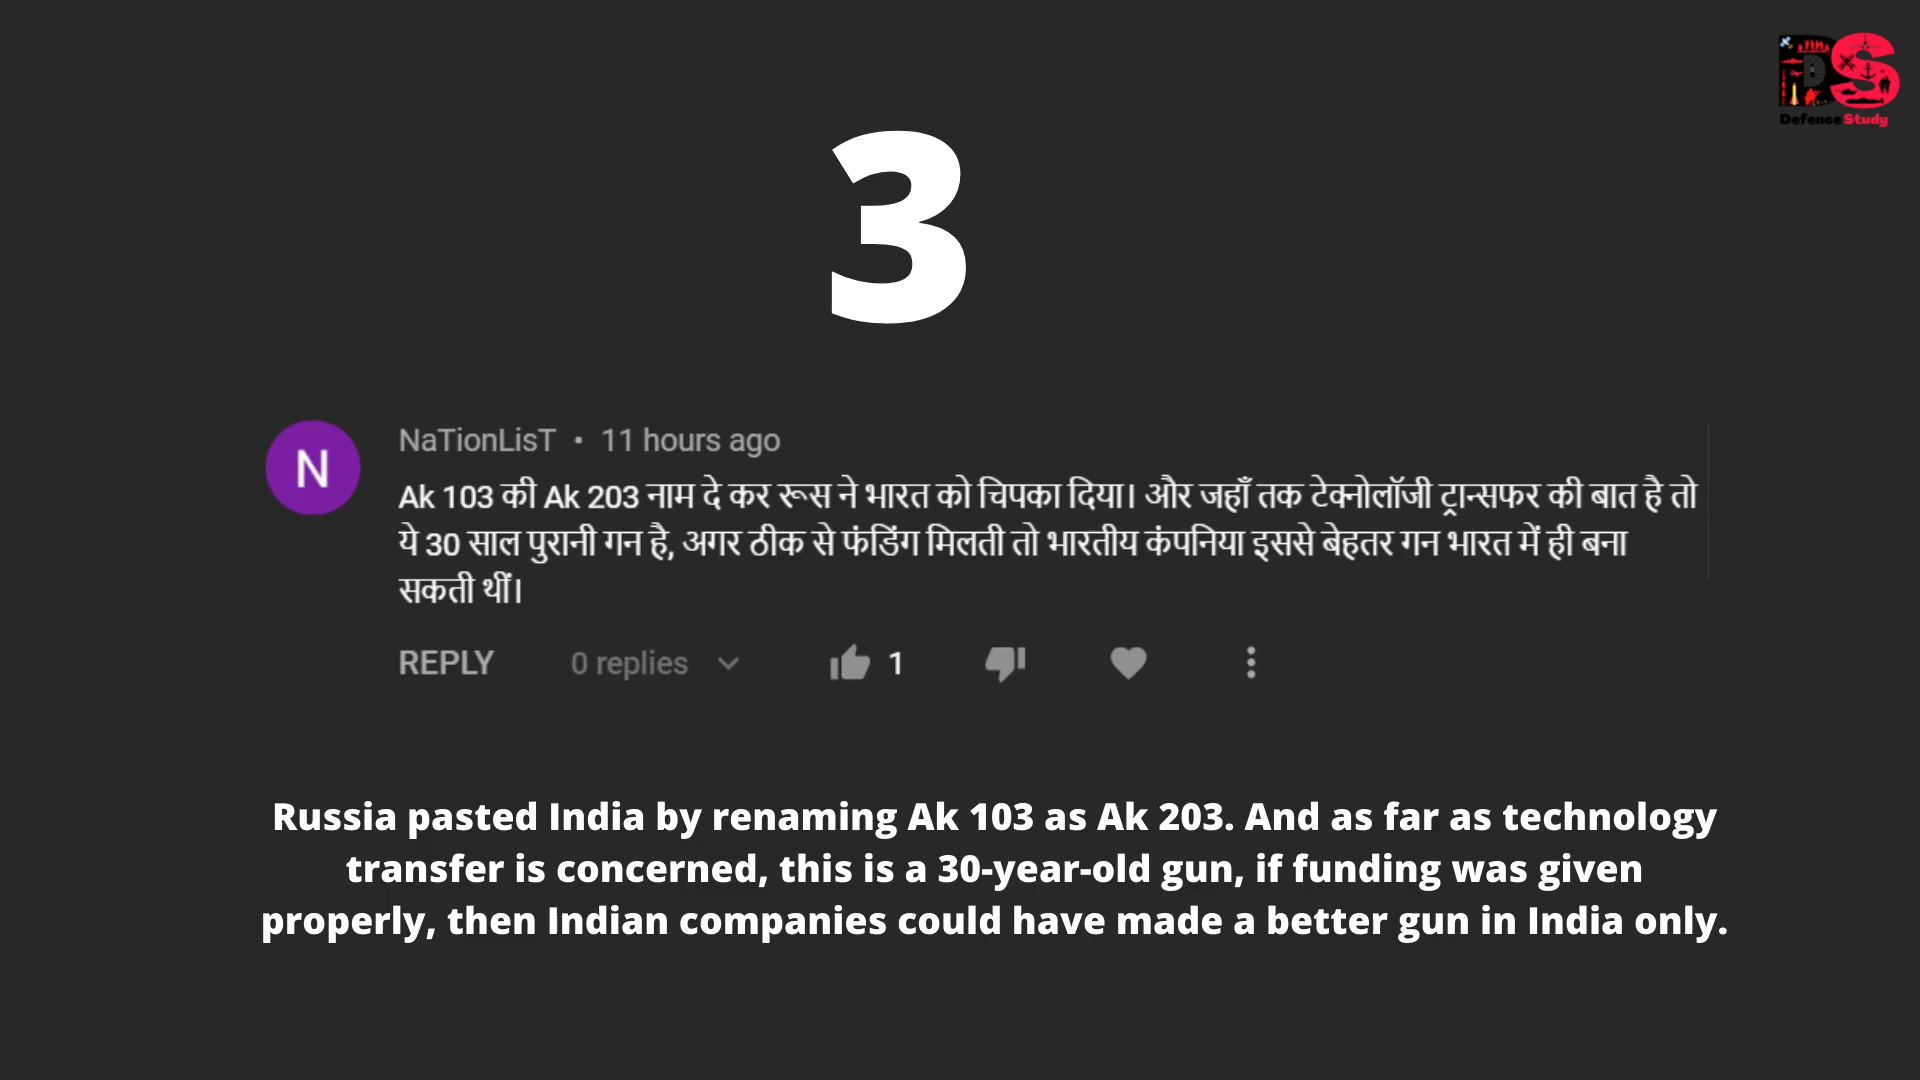 DS
Defence Study
3
N
NaTionLisT • 11 hours ago
Ak 103 की Ak 203 नाम दे कर रूस ने भारत को चिपका दिया। और जहाँ तक टेक्नोलॉजी ट्रान्सफर की बात है तो
ये 30 साल पुरानी गन है, अगर ठीक से फंडिंग मिलती तो भारतीय कंपनिया इससे बेहतर गन भारत में ही बना
सकती थीं।
REPLY 0 replies 1
Russia pasted India by renaming Ak 103 as Ak 203. And as far as technology
transfer is concerned, this is a 30-year-old gun, if funding was given
properly, then Indian companies could have made a better gun in India only.